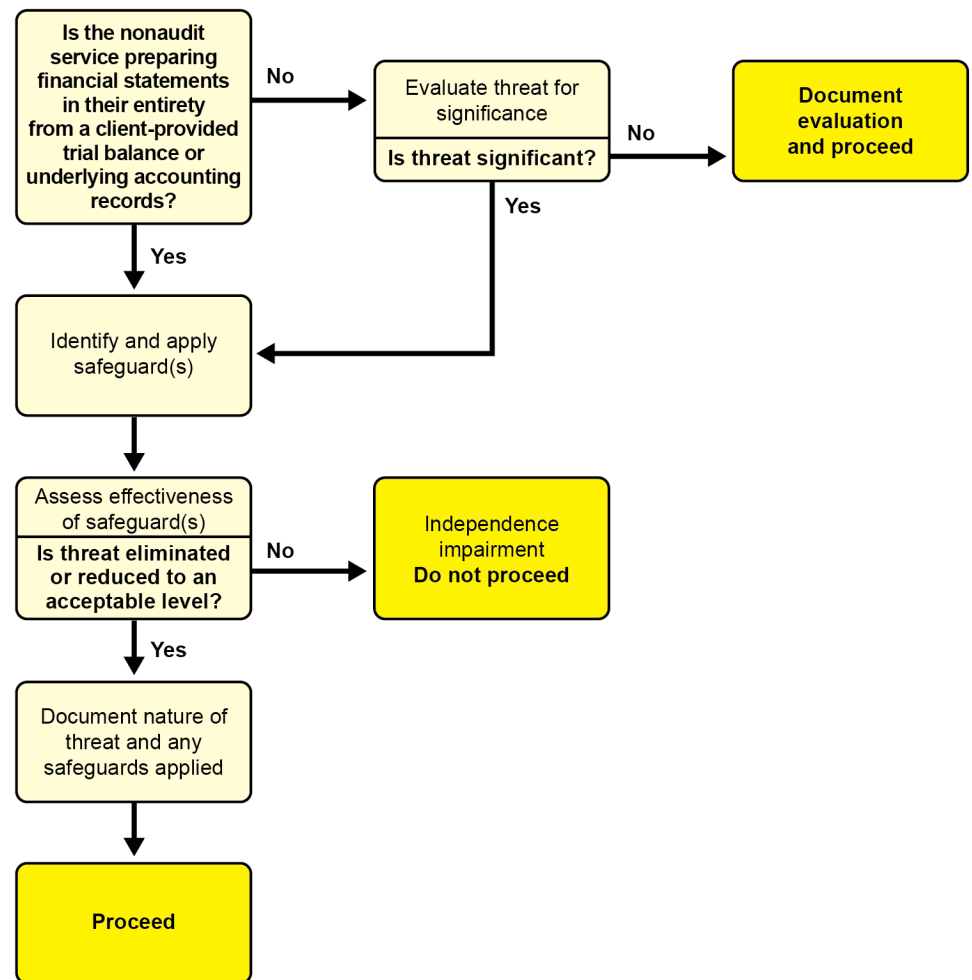 Is the nonaudit
service preparing
financial statements
in their entirety
from a client-provided
trial balance or
underlying accounting
records?
No
Evaluate threat for
significance
Is threat significant?
No
Document
evaluation
and proceed
Yes
Yes
Identify and apply
safeguard(s)
Assess effectiveness
of safeguard(s)
Is threat eliminated
or reduced to an
acceptable level?
No
Independence
impairment
Do not proceed
Yes
Document nature of
threat and any
safeguards applied
Proceed